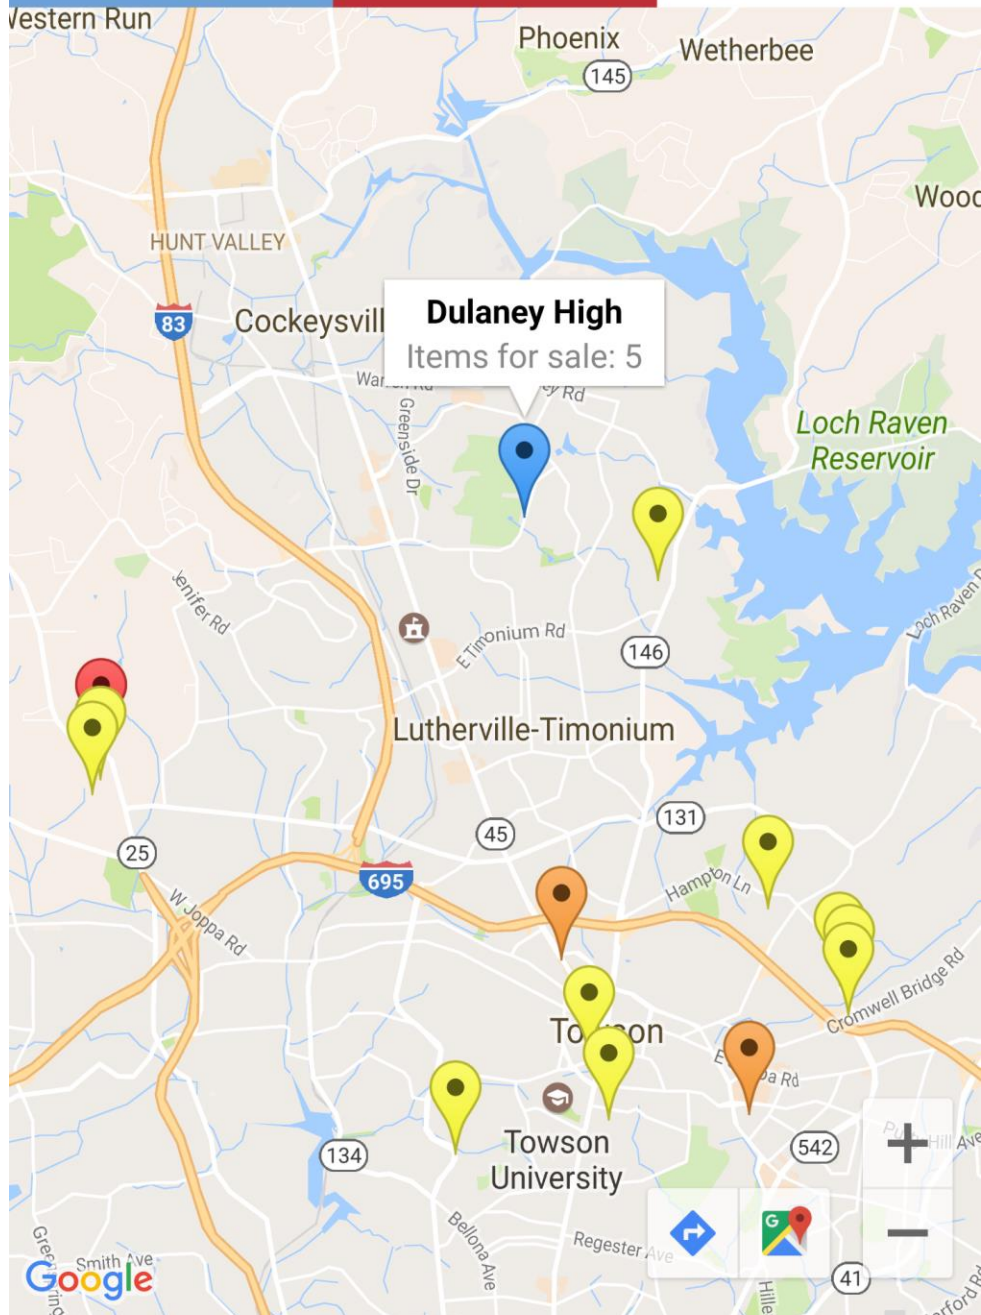 Western Run
Phoenix
Wetherbee
145
HUNT VALLEY
83
Cockeysvill
Dulaney High
Items for sale: 5
Greenside Dr
Rd
Loch Raven
Reservoir
Jenifer Rd
E Timonium Rd
146
Loch Raven
Lutherville-Timonium
131
45
25
695
Hampton Ln
W Joppa Rd
Cromwell Bridge Rd
Towson
Rd
134
Towson
University
542
Hill Ave
Bellona Ave
Regester Ave
Smith Ave
Google
41
G
+
−